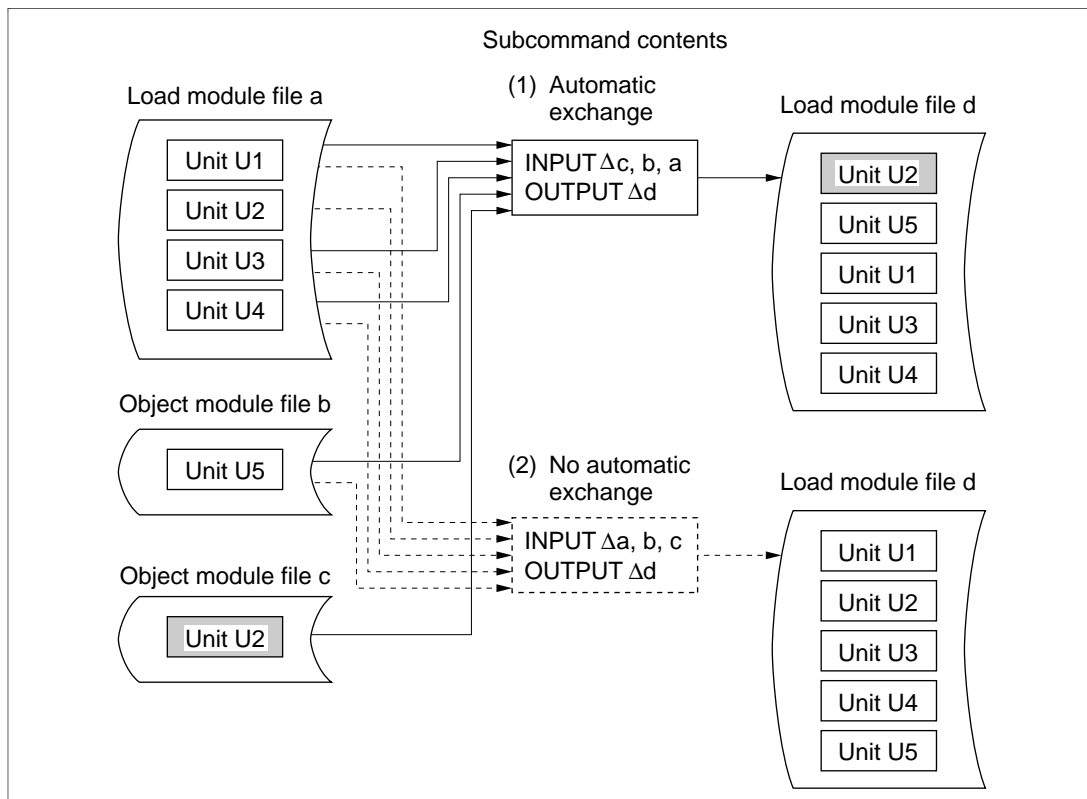 Subcommand contents
(1) Automatic
exchange
Load module file a
Unit U1
Unit U2
Unit U3
Unit U4
INPUT Δc, b, a
OUTPUT Δd
Load module file d
Unit U2
Unit U5
Unit U1
Unit U3
Unit U4
Object module file b
Unit U5
Object module file c
Unit U2
(2) No automatic
exchange
INPUT Δa, b, c
OUTPUT Δd
Load module file d
Unit U1
Unit U2
Unit U3
Unit U4
Unit U5